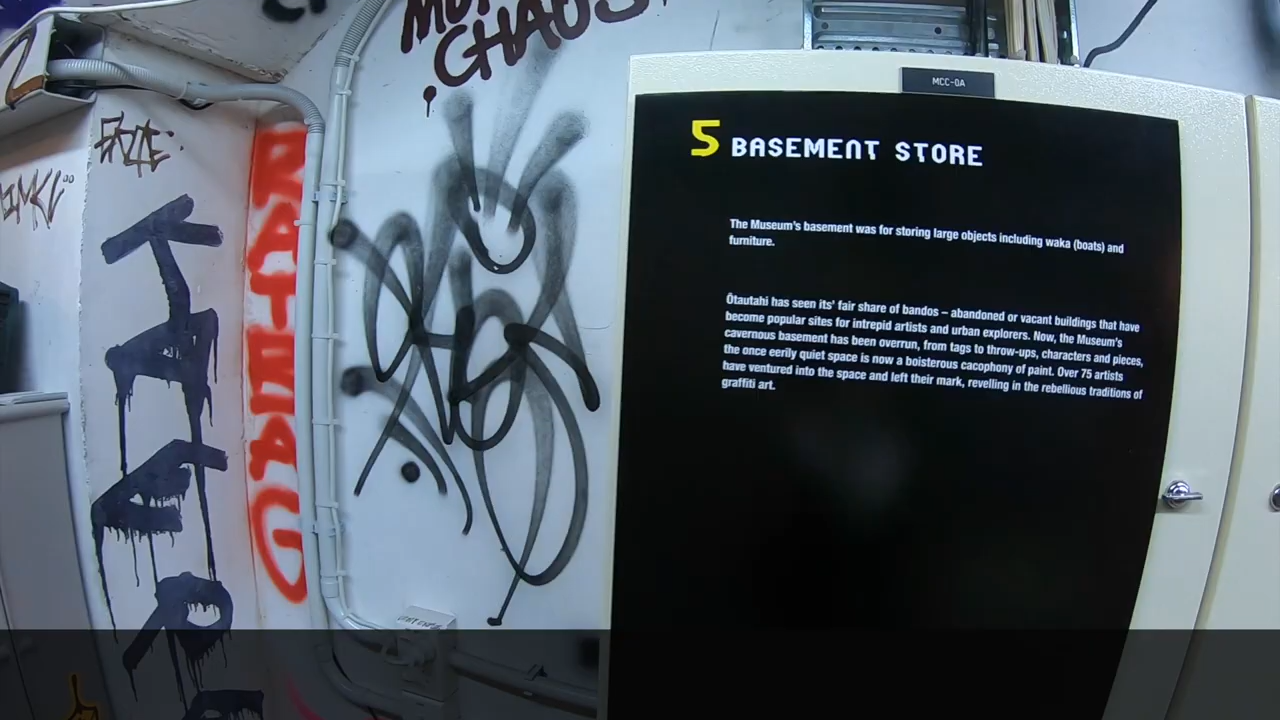 CHAOS
MCC-0A
5 BASEMENT STORE
The Museum's basement was for storing large objects including waka (boats) and
furniture.
Ōtautahi has seen its' fair share of bandos – abandoned or vacant buildings that have
become popular sites for intrepid artists and urban explorers. Now, the Museum's
cavernous basement has been overrun, from tags to throw-ups, characters and pieces,
the once eerily quiet space is now a boisterous cacophony of paint. Over 75 artists
have ventured into the space and left their mark, revelling in the rebellious traditions of
graffiti art.